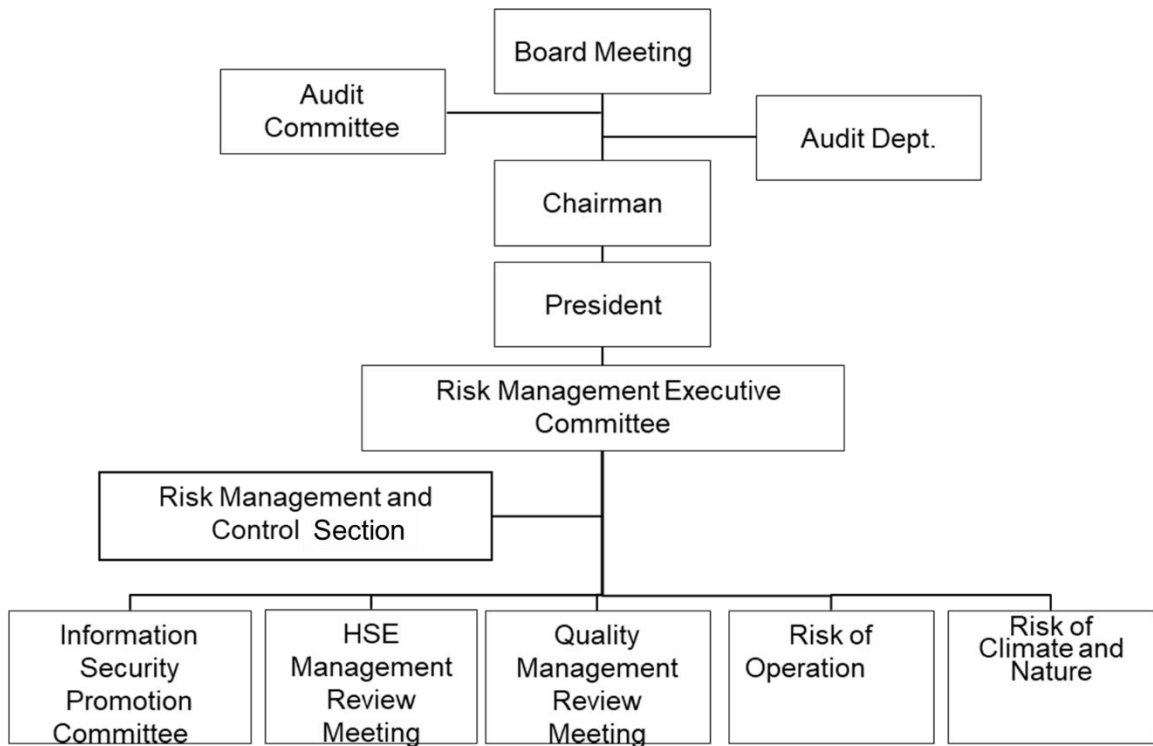 Board Meeting
Audit
Committee
Audit Dept.
Chairman
President
Risk Management Executive
Committee
Risk Management and
Control Section
Information
Security
Promotion
Committee
HSE
Management
Review
Meeting
Quality
Management
Review
Meeting
Risk of
Operation
Risk of
Climate and
Nature